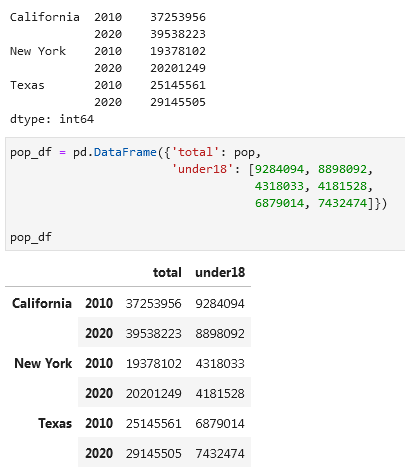 California  2010    37253956
            2020    39538223
New York    2010    19378102
            2020    20201249
Texas       2010    25145561
            2020    29145505
dtype: int64
pop_df = pd.DataFrame({'total': pop,
                       'under18': [9284094, 8898092,
                                   4318033, 4181528,
                                   6879014, 7432474]})
pop_df
total under18
California 2010 37253956 9284094
2020 39538223 8898092
New York 2010 19378102 4318033
2020 20201249 4181528
Texas 2010 25145561 6879014
2020 29145505 7432474